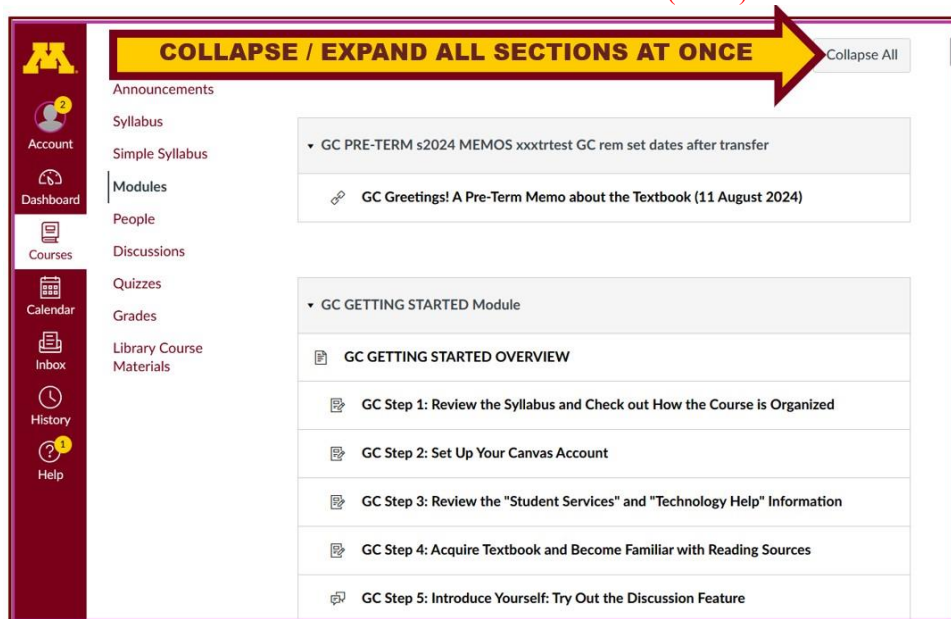 COLLAPSE / EXPAND ALL SECTIONS AT ONCE
Collapse All
M
2
Account
Dashboard
Courses
Calendar
Inbox
History
1
Help
Announcements
Syllabus
Simple Syllabus
Modules
People
Discussions
Quizzes
Grades
Library Course
Materials
GC PRE-TERM s2024 MEMOS xxxtrtest GC rem set dates after transfer
GC Greetings! A Pre-Term Memo about the Textbook (11 August 2024)
GC GETTING STARTED Module
GC GETTING STARTED OVERVIEW
GC Step 1: Review the Syllabus and Check out How the Course is Organized
GC Step 2: Set Up Your Canvas Account
GC Step 3: Review the "Student Services" and "Technology Help" Information
GC Step 4: Acquire Textbook and Become Familiar with Reading Sources
GC Step 5: Introduce Yourself: Try Out the Discussion Feature